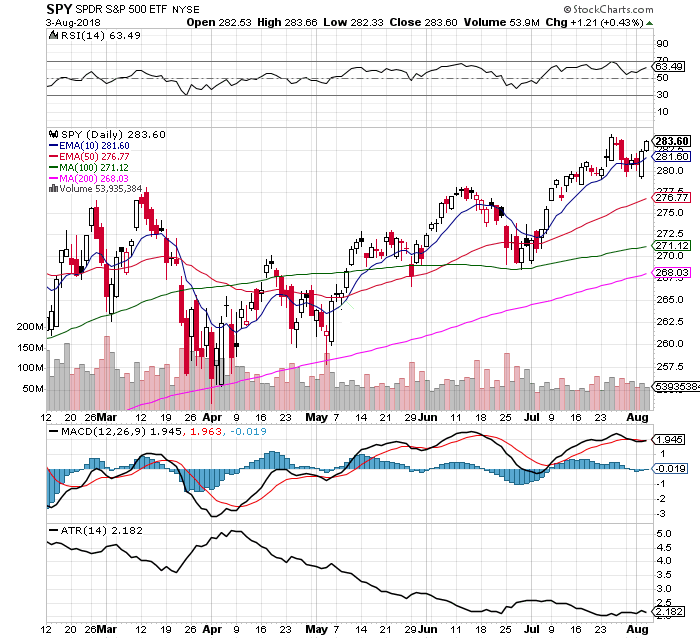 SPY SPDR S&P 500 ETF NYSE
© StockCharts.com
3-Aug-2018
Open 282.53 High 283.66 Low 282.33 Close 283.60 Volume 53.9M Chg +1.21 (+0.43%)
RSI(14) 63.49
90
70
63.49
50
30
10
SPY (Daily) 283.60
EMA(10) 281.60
EMA(50) 276.77
MA(100) 271.12
MA(200) 268.03
Volume 53,935,384
283.60
281.60
280.0
277.5
276.77
275.0
272.5
271.12
270.0
268.03
265.0
262.5
260.0
257.5
255.0
200M
150M
100M
50M
53935384
12 20 26 Mar 12 19 26 Apr 9 16 23 May 7 14 21 Jun 11 18 25 Jul 9 16 23 Aug
MACD(12,26,9) 1.945, 1.963, -0.019
1.945
1
-0.019
-1
-2
-3
ATR(14) 2.182
5.0
4.5
4.0
3.5
3.0
2.5
2.182
12 20 26 Mar 12 19 26 Apr 9 16 23 May 7 14 21 Jun 11 18 25 Jul 9 16 23 Aug